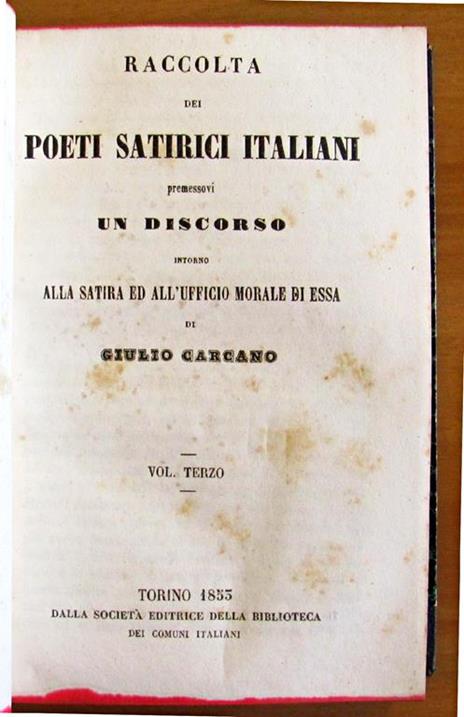 RACCOLTA
DEI
POETI SATIRICI ITALIANI
premessovi
UN DISCORSO
INTORNO
ALLA SATIRA ED ALL'UFFICIO MORALE DI ESSA
DI
GIULIO CARCANO
VOL. TERZO
TORINO 1853
DALLA SOCIETÀ EDITRICE DELLA BIBLIOTECA
DEI COMUNI ITALIANI